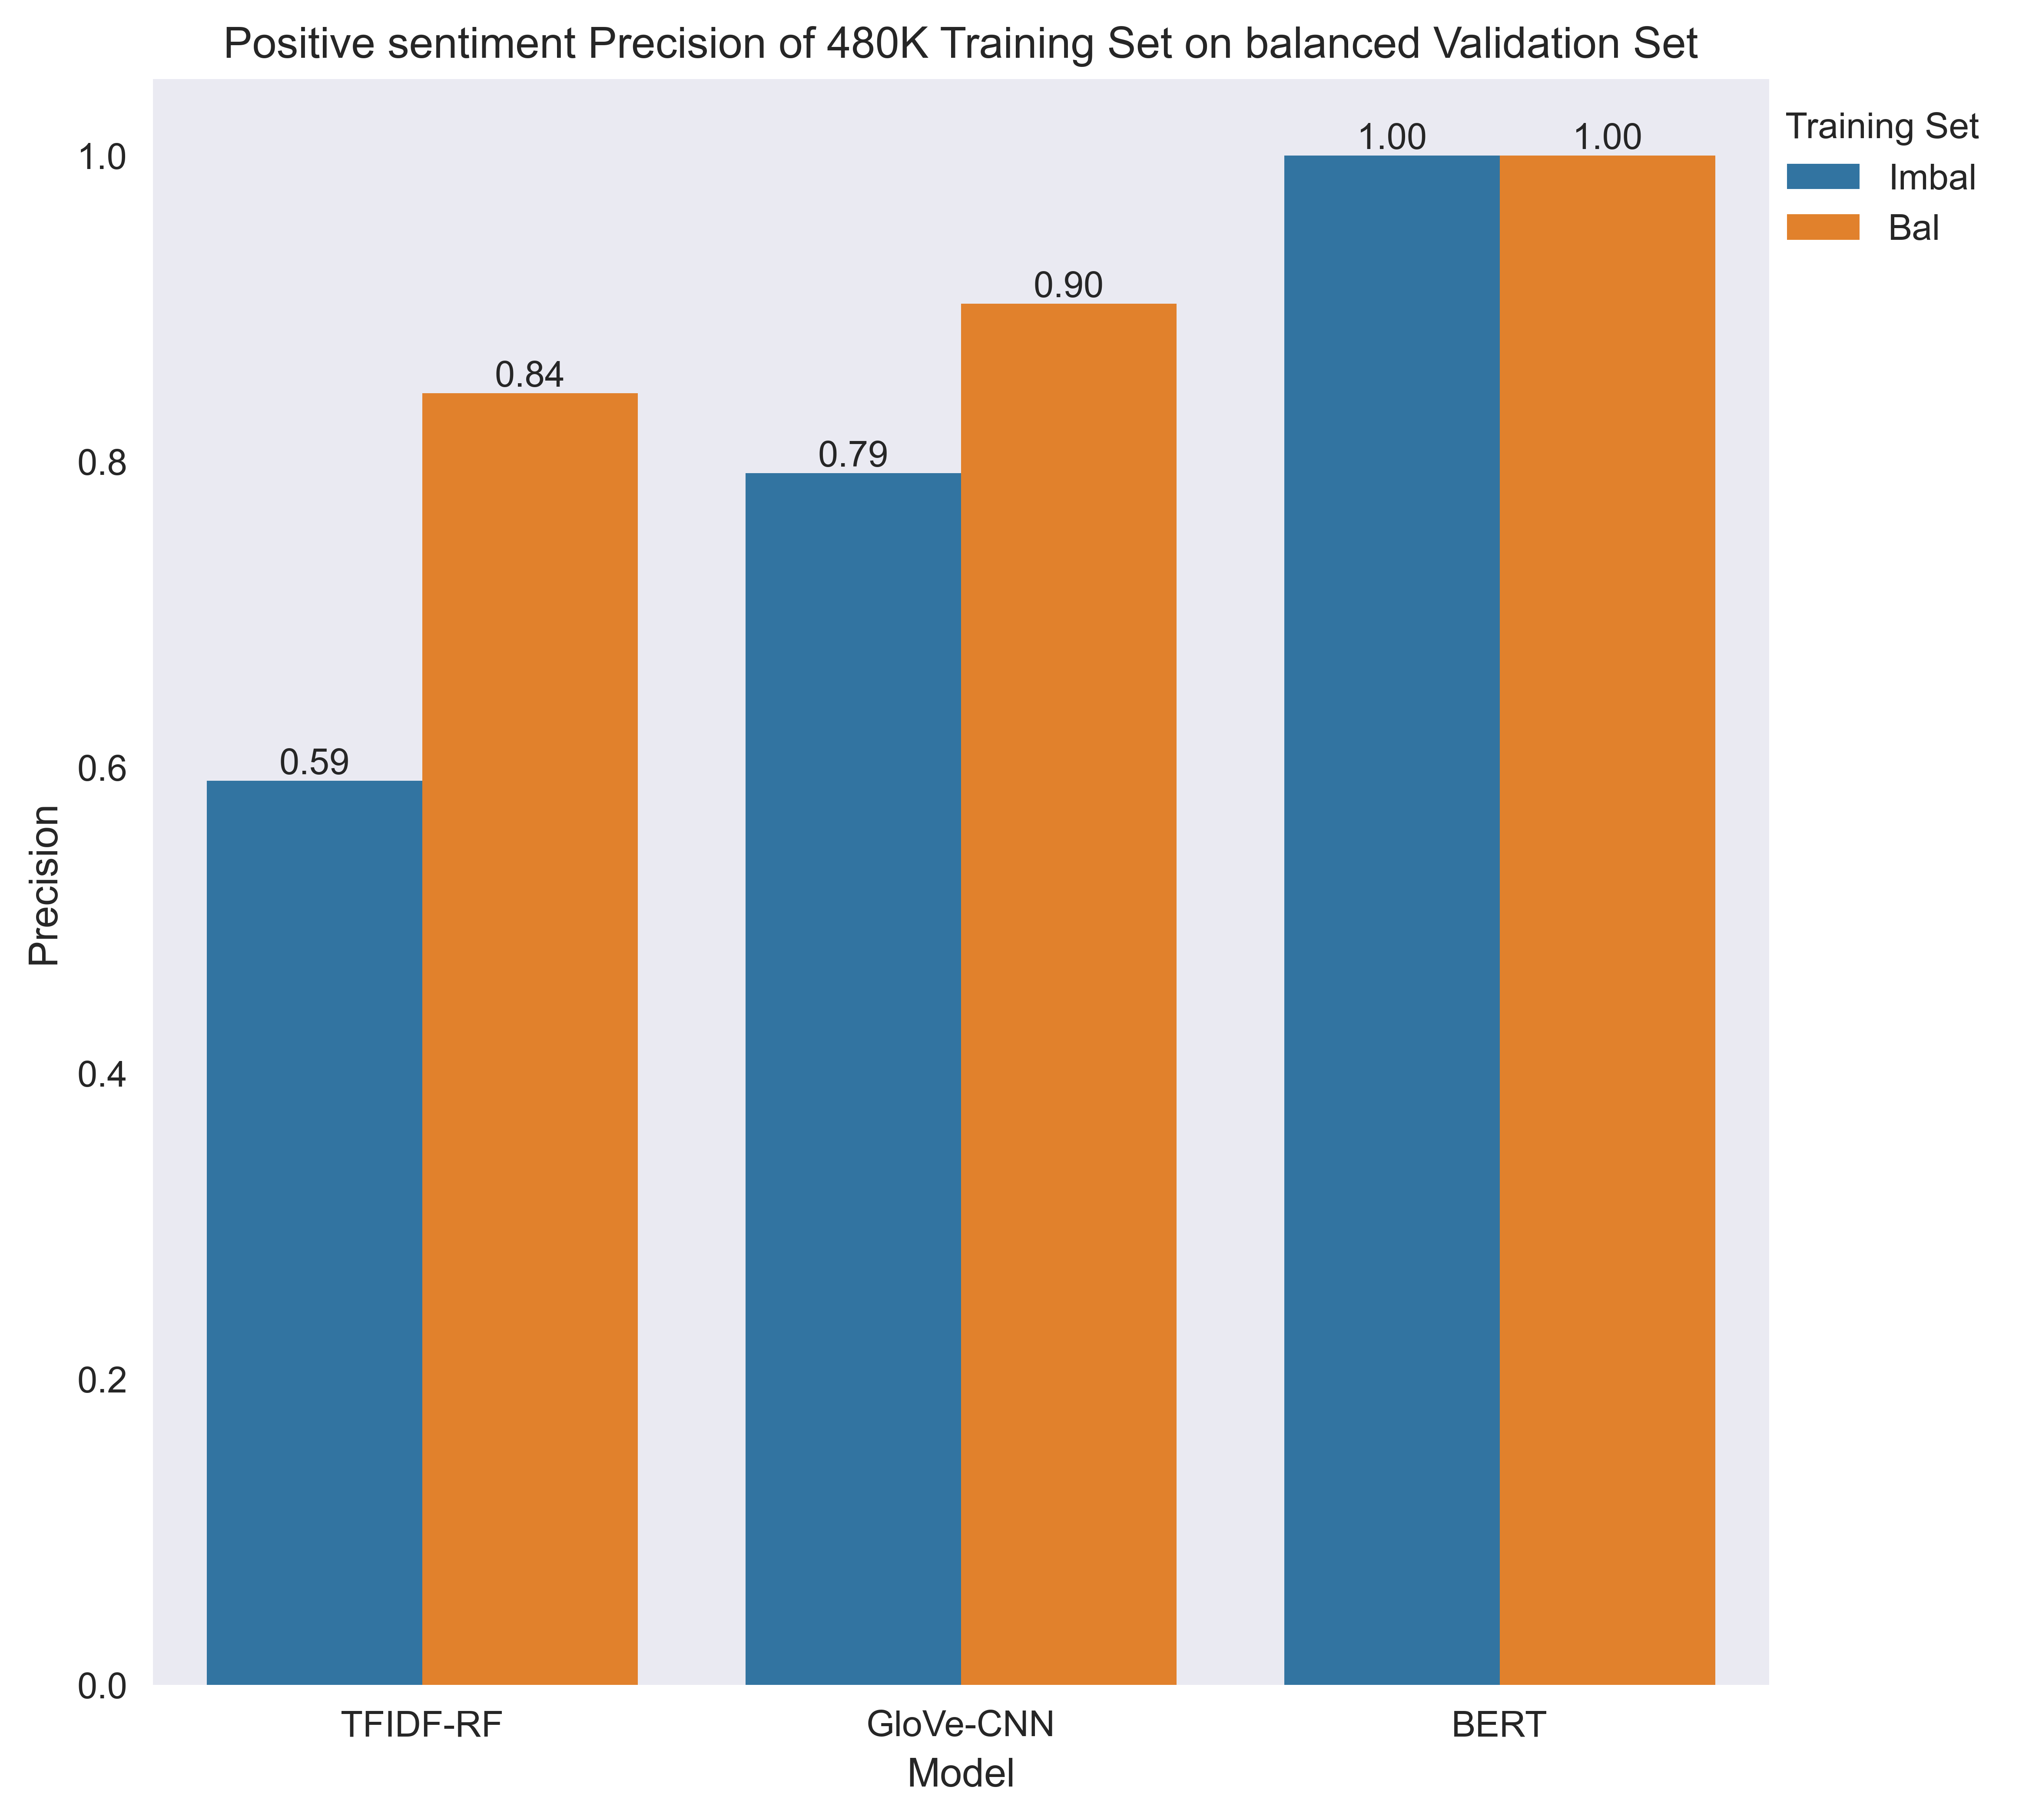 Positive sentiment Precision of 480K Training Set on balanced Validation Set
Training Set
Imbal
Bal
1.00
1.00
0.90
0.84
0.79
0.59
1.0
0.8
0.6
0.4
0.2
0.0
Precision
TFIDF-RF
GloVe-CNN
BERT
Model